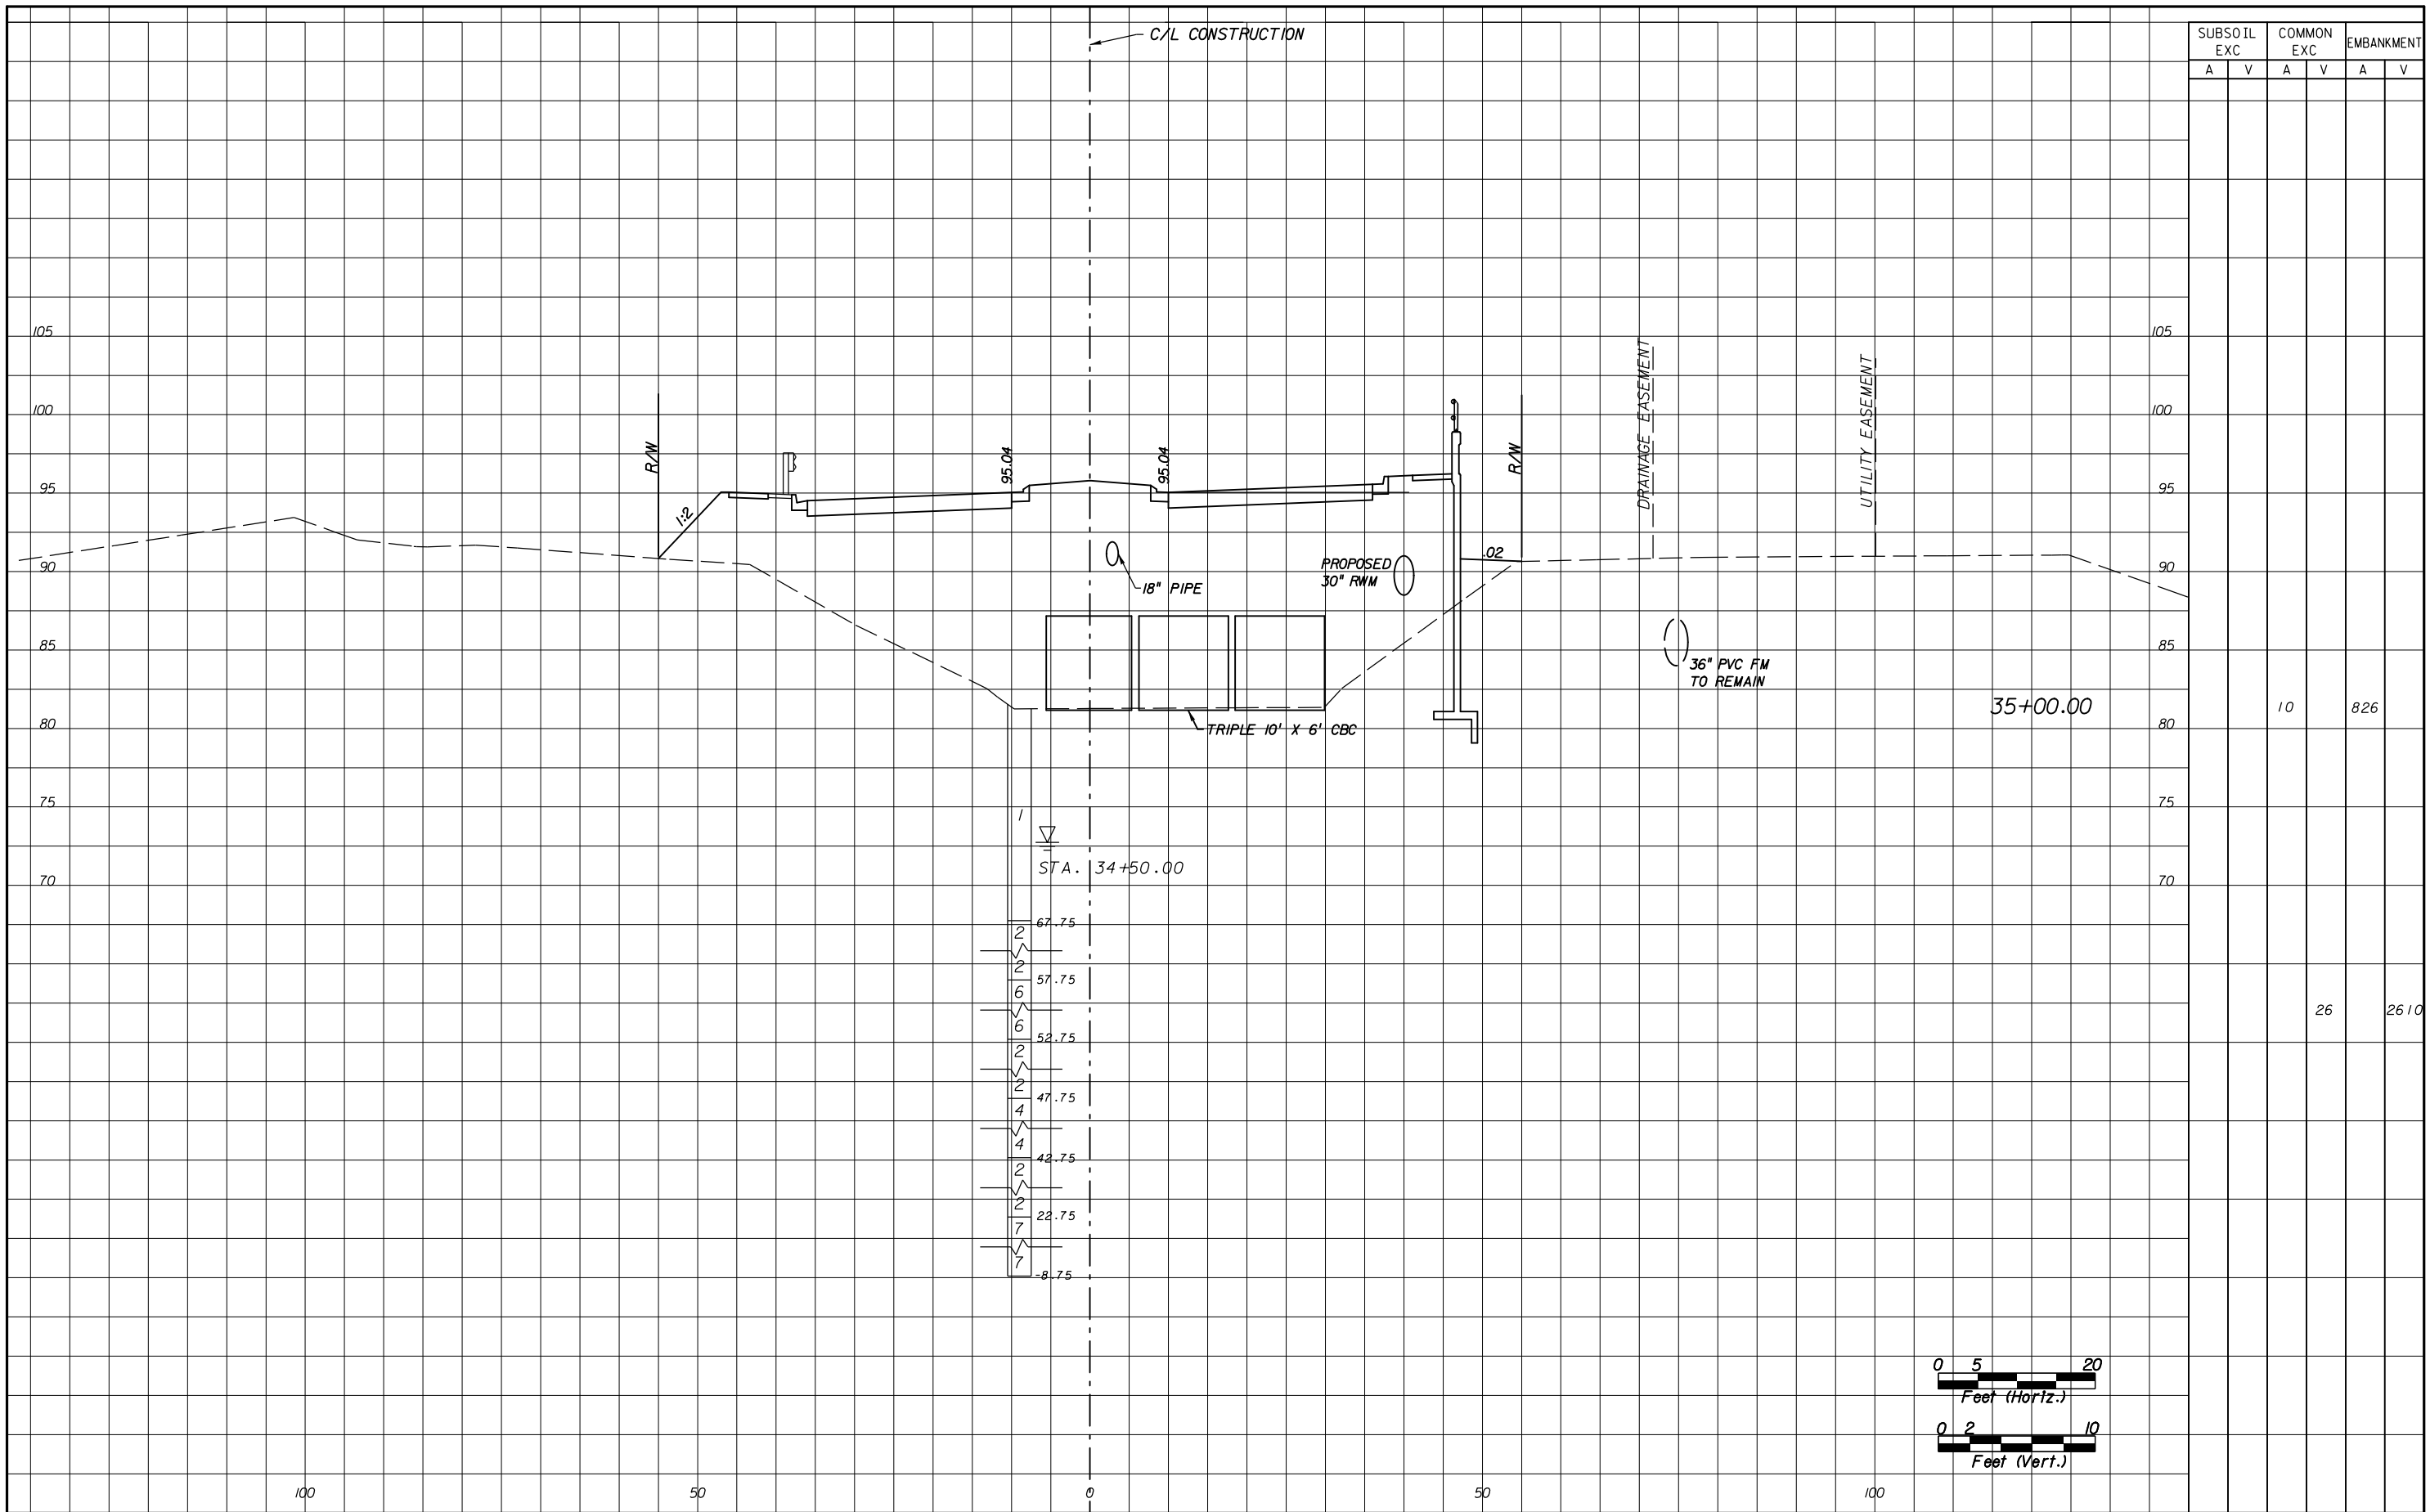 C/L CONSTRUCTION
SUBSOIL EXC
COMMON EXC
EMBANKMENT
A V A V A V
105 105
100 100
95 95
90 90
85 85
80 80
75 75
70 70
R/W
1:2
95.04
95.04
R/W
DRAINAGE EASEMENT
UTILITY EASEMENT
.02
18" PIPE
PROPOSED
30" RWM
36" PVC FM
TO REMAIN
TRIPLE 10' X 6' CBC
35+00.00
10 826
1
STA. 34+50.00
67.75
2
2
57.75
6
6
52.75
2
2
47.75
4
4
42.75
2
2
22.75
7
7
-8.75
26 2610
0 5 20
Feet (Horiz.)
0 2 10
Feet (Vert.)
100 50 0 50 100